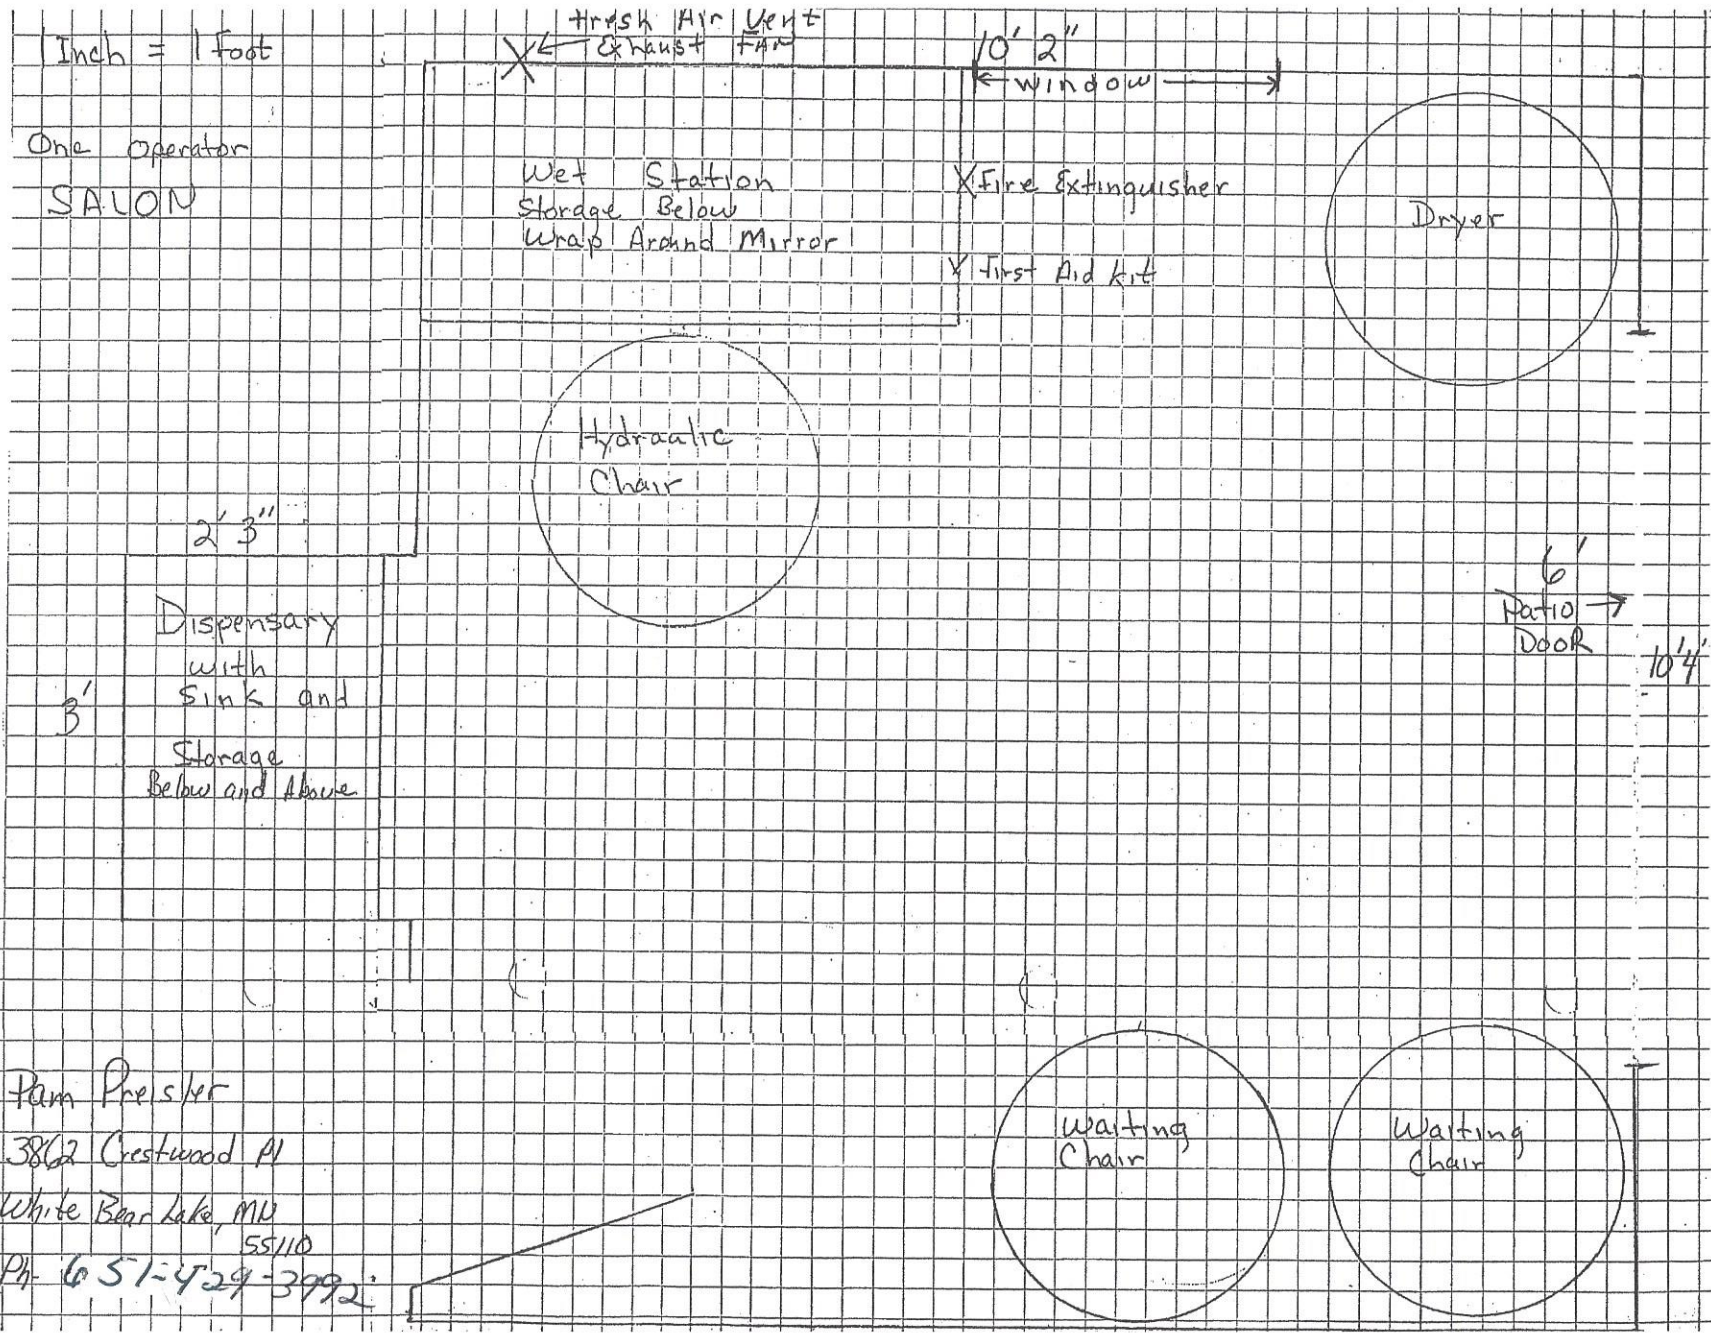 1 Inch = 1 foot
Fresh Air Vent
Exhaust FAN
10' 2"
Window
One operator
SALON
Wet Station
Storage Below
Wrap Around Mirror
Fire Extinguisher
First Aid Kit
Dryer
Hydraulic
Chair
2' 3"
Dispensary
with
Sink and
Storage
Below and Above
3'
6'
Patio
DOOR
10'4'
Pam Preisler
3862 Crestwood Pl
White Bear Lake, MN
55110
Ph- 651-429-3992
Waiting
Chair
Waiting
Chair